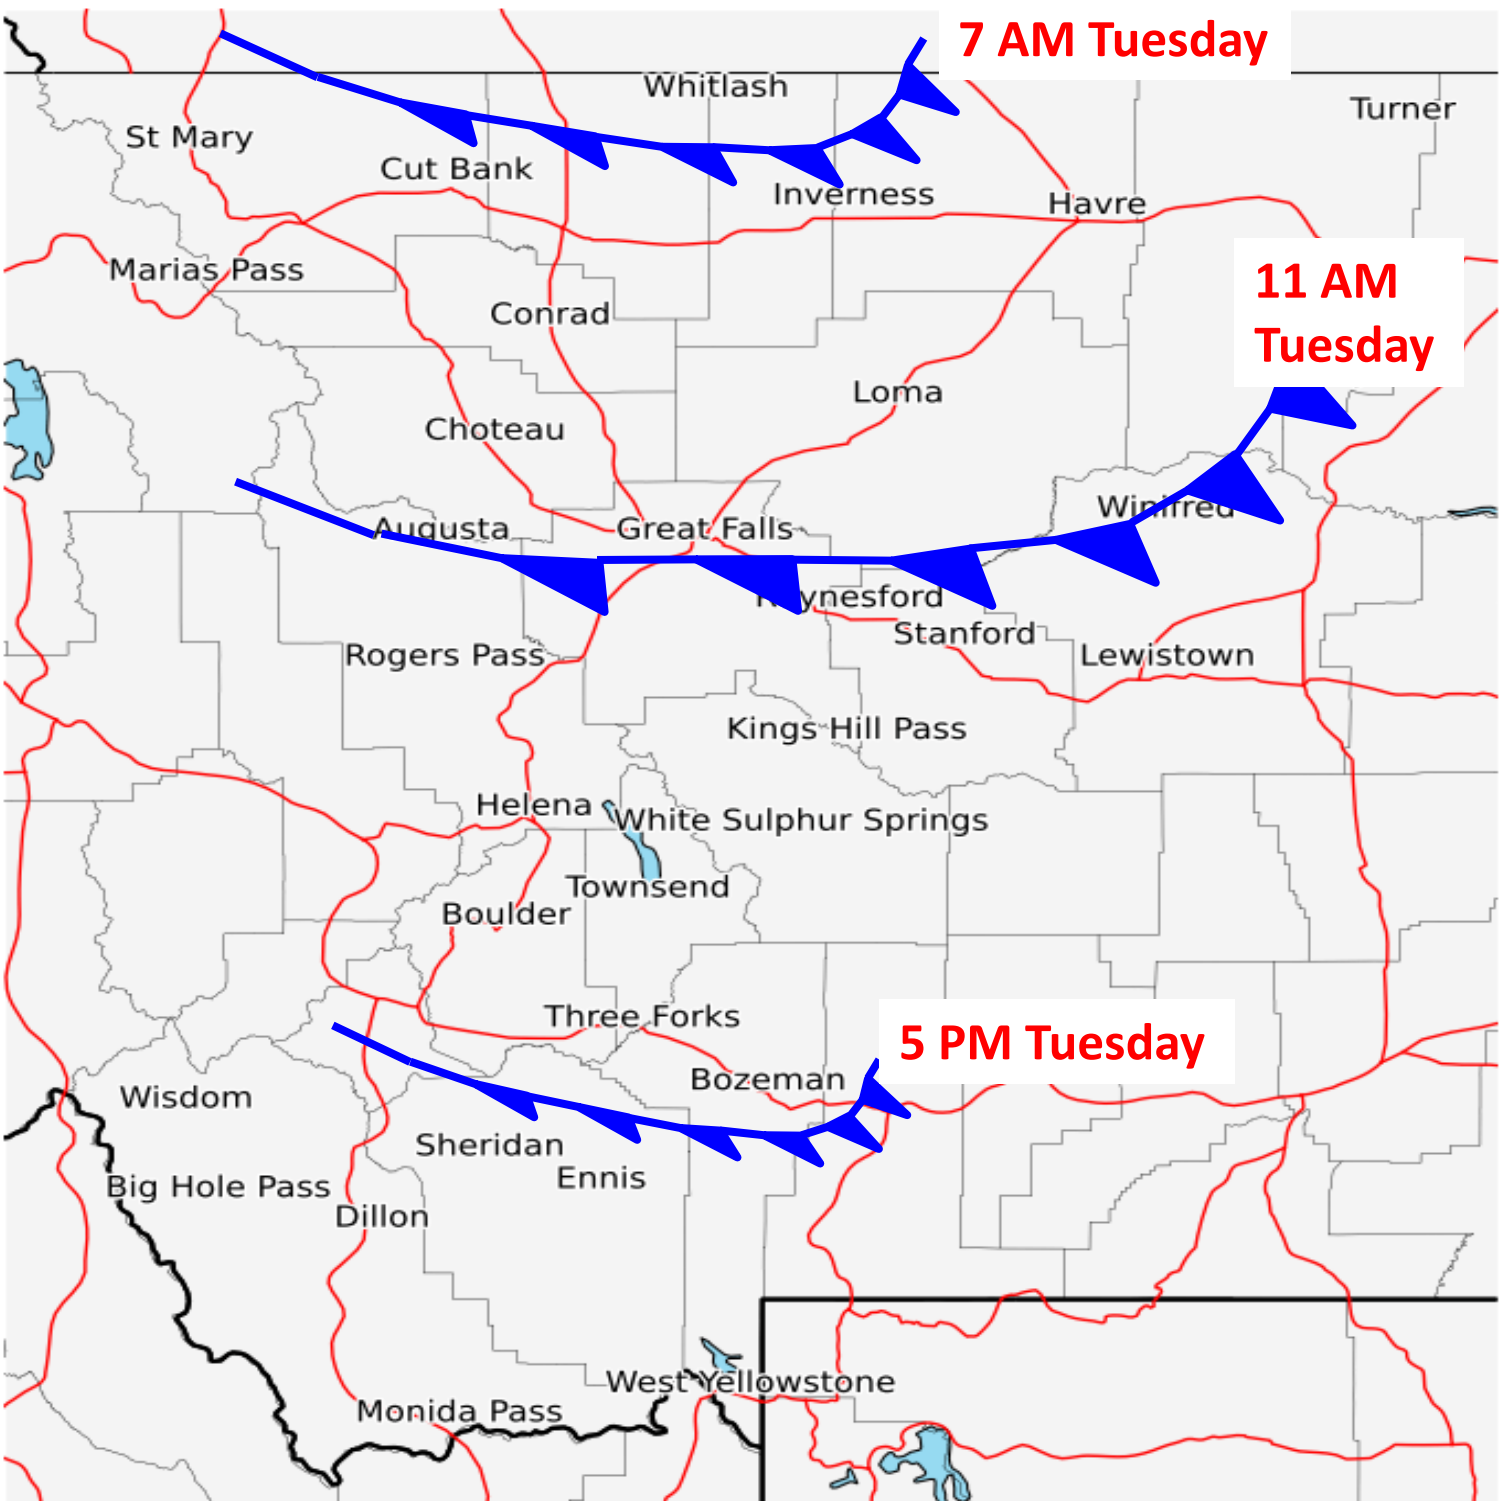 7 AM Tuesday
Whitlash
Turner
St Mary
Cut Bank
Inverness
Havre
Marias Pass
11 AM
Tuesday
Conrad
Loma
Choteau
Winifred
Augusta
Great Falls
Stanford
Rogers Pass
Lewistown
Kings Hill Pass
Helena
White Sulphur Springs
Townsend
Boulder
Three Forks
5 PM Tuesday
Bozeman
Wisdom
Sheridan
Ennis
Big Hole Pass
Dillon
West Yellowstone
Monida Pass